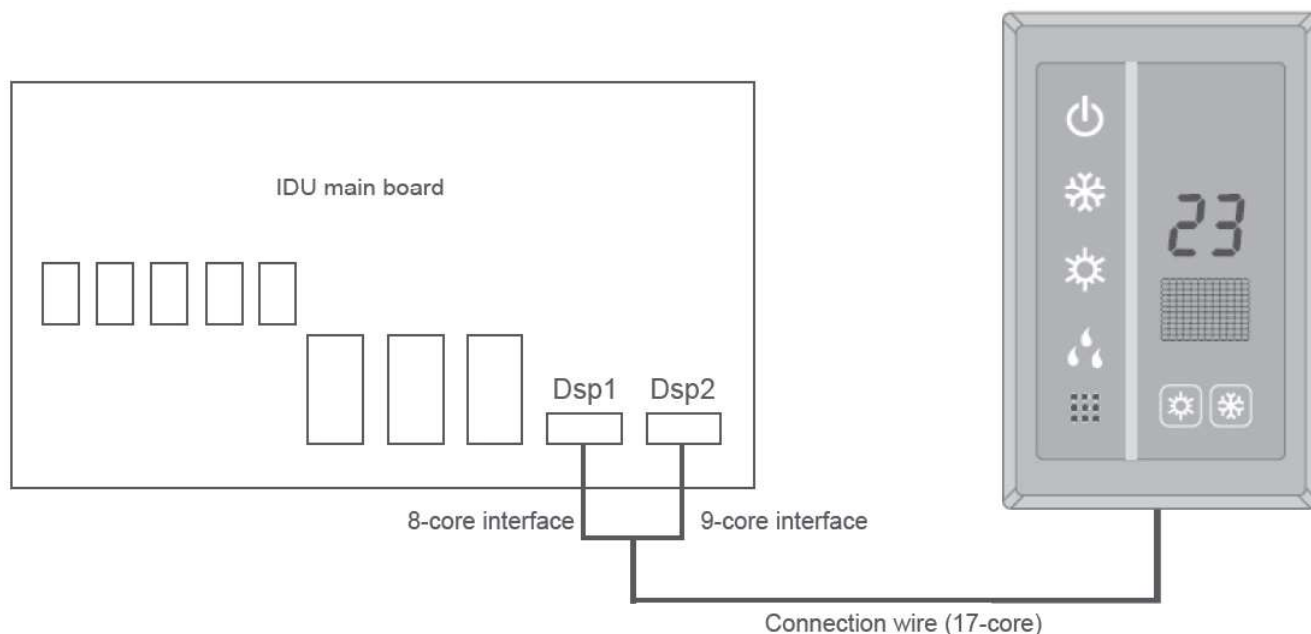 IDU main board
23
Dsp1 Dsp2
8-core interface
9-core interface
Connection wire (17-core)